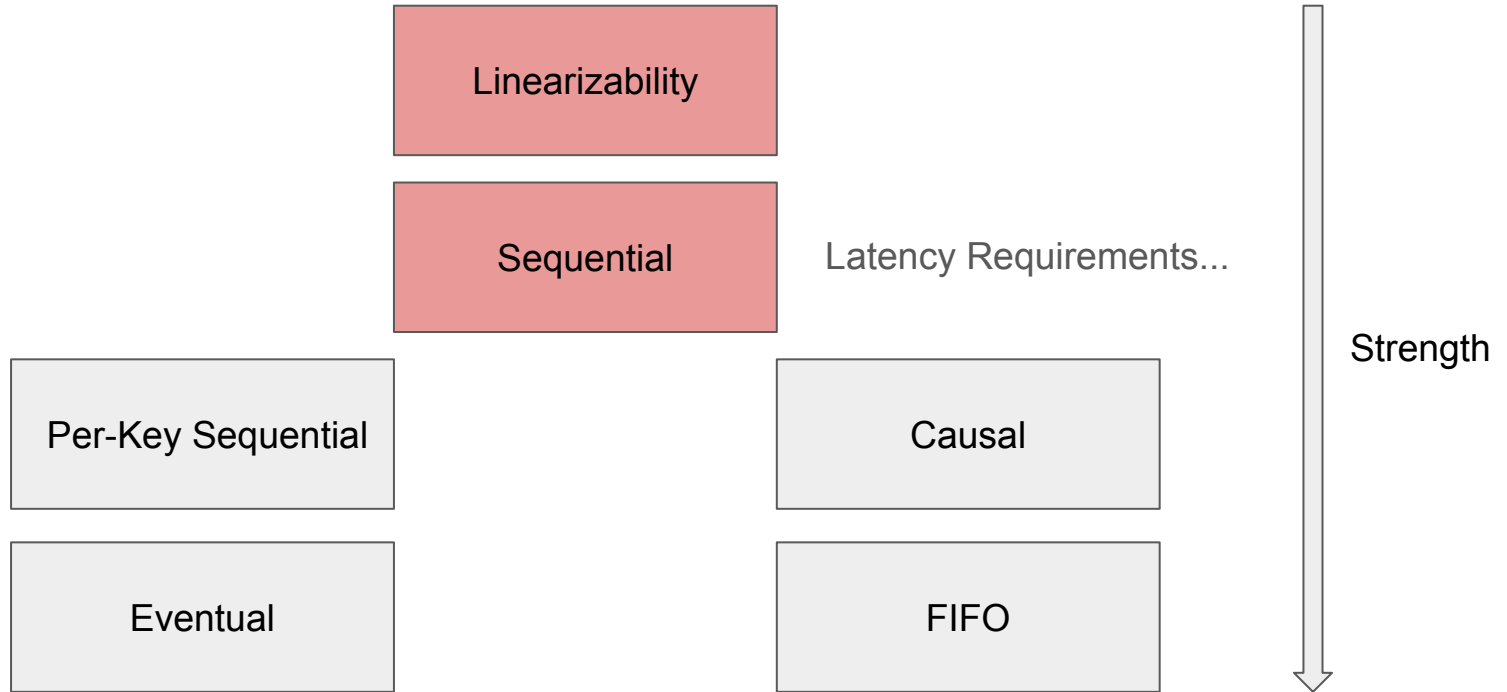 Linearizability
Sequential
Latency Requirements...
Strength
Per-Key Sequential
Causal
Eventual
FIFO